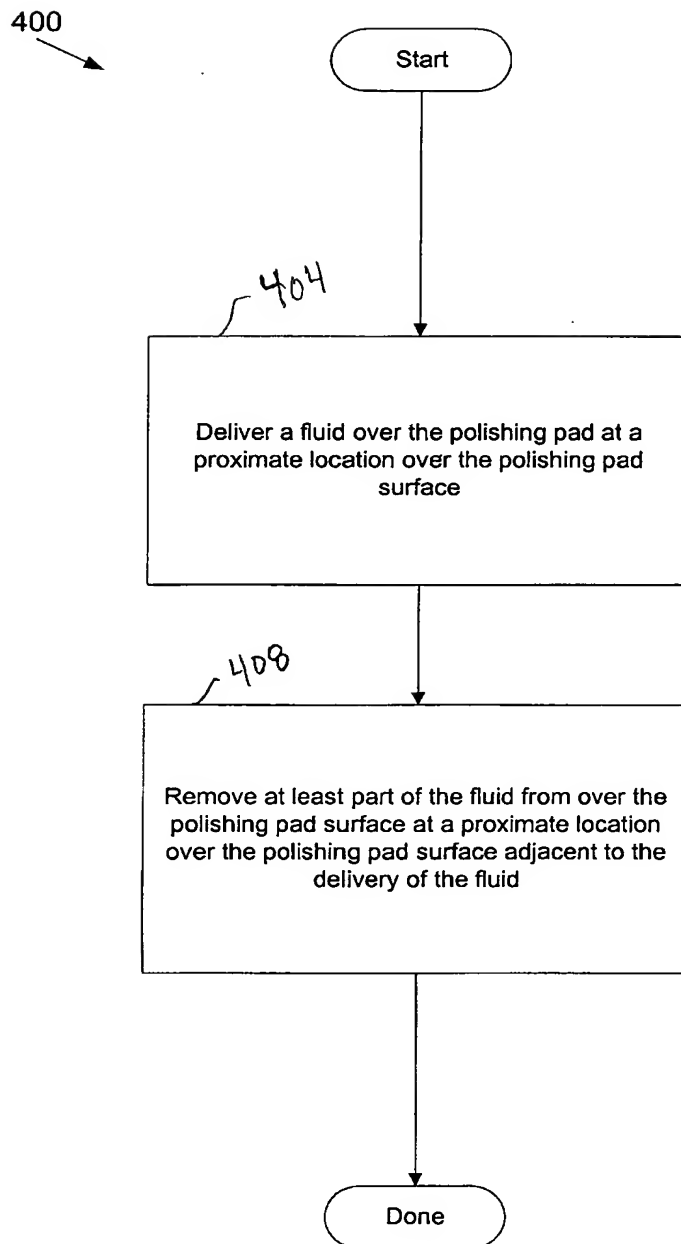 400
Start
404
Deliver a fluid over the polishing pad at a
proximate location over the polishing pad
surface
408
Remove at least part of the fluid from over the
polishing pad surface at a proximate location
over the polishing pad surface adjacent to the
delivery of the fluid
Done